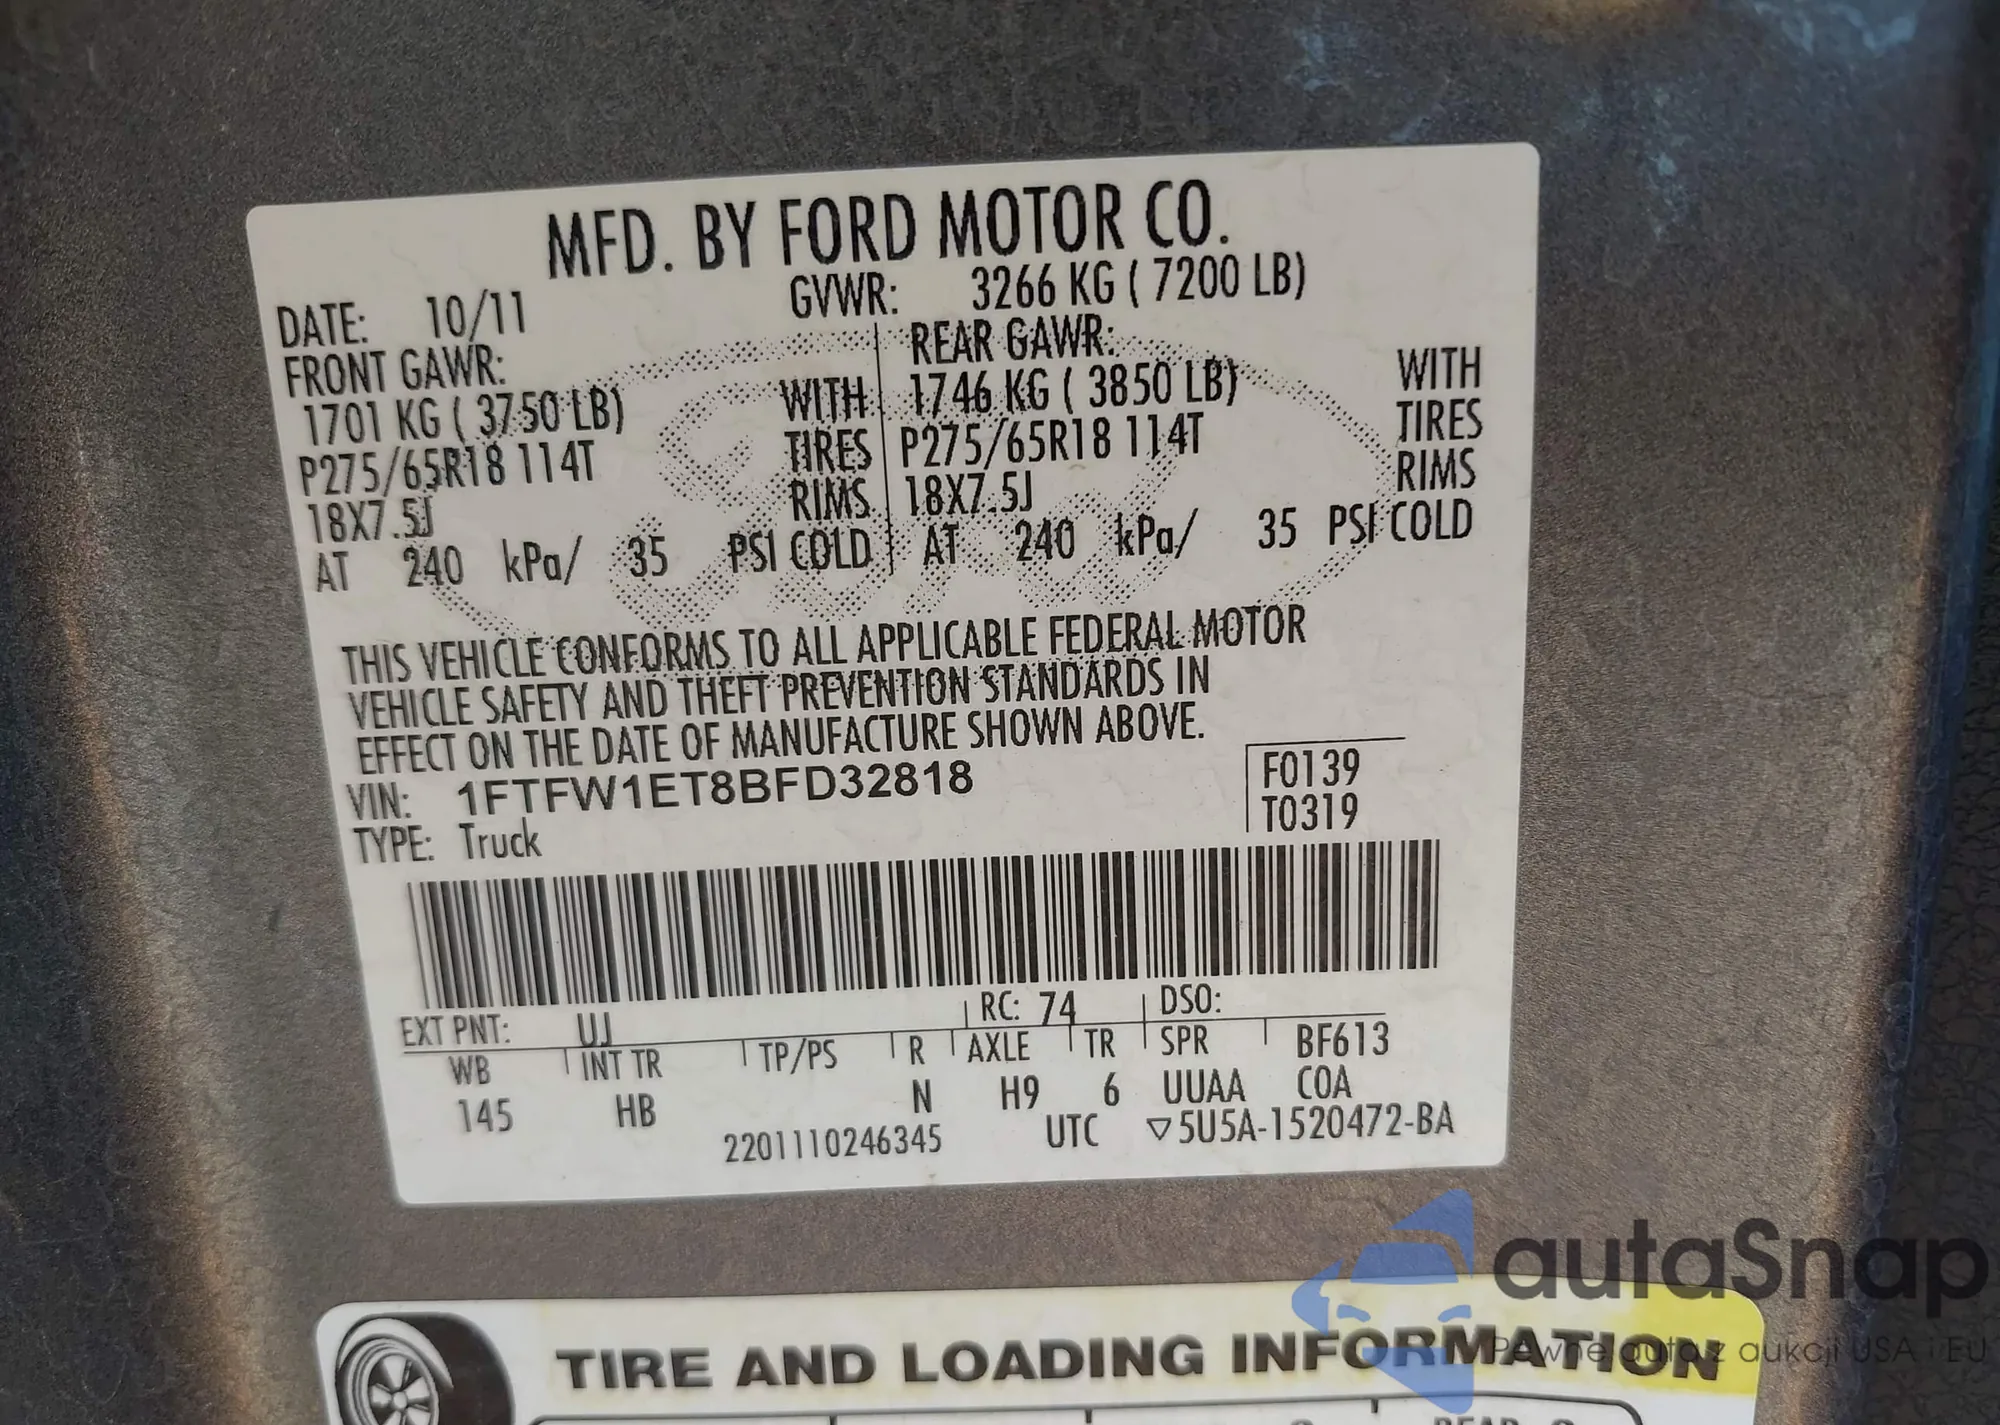 MFD. BY FORD MOTOR CO.
DATE: 10/11 GVWR: 3266 KG ( 7200 LB)
FRONT GAWR: REAR GAWR:
1701 KG ( 3750 LB) WITH 1746 KG ( 3850 LB) WITH
P275/65R18 114T TIRES P275/65R18 114T TIRES
18X7.5J RIMS 18X7.5J RIMS
AT 240 kPa/ 35 PSI COLD AT 240 kPa/ 35 PSI COLD
THIS VEHICLE CONFORMS TO ALL APPLICABLE FEDERAL MOTOR
VEHICLE SAFETY AND THEFT PREVENTION STANDARDS IN
EFFECT ON THE DATE OF MANUFACTURE SHOWN ABOVE.
VIN: 1FTFW1ET8BFD32818 F0139
TYPE: Truck T0319
EXT PNT: UJ RC: 74 DSO:
WB INT TR TP/PS R AXLE TR SPR BF613
145 HB N H9 6 UUAA COA
2201110246345 UTC ▽5U5A-1520472-BA
autaSnap
Pewne auta z aukcji USA i EU
TIRE AND LOADING INFORMATION